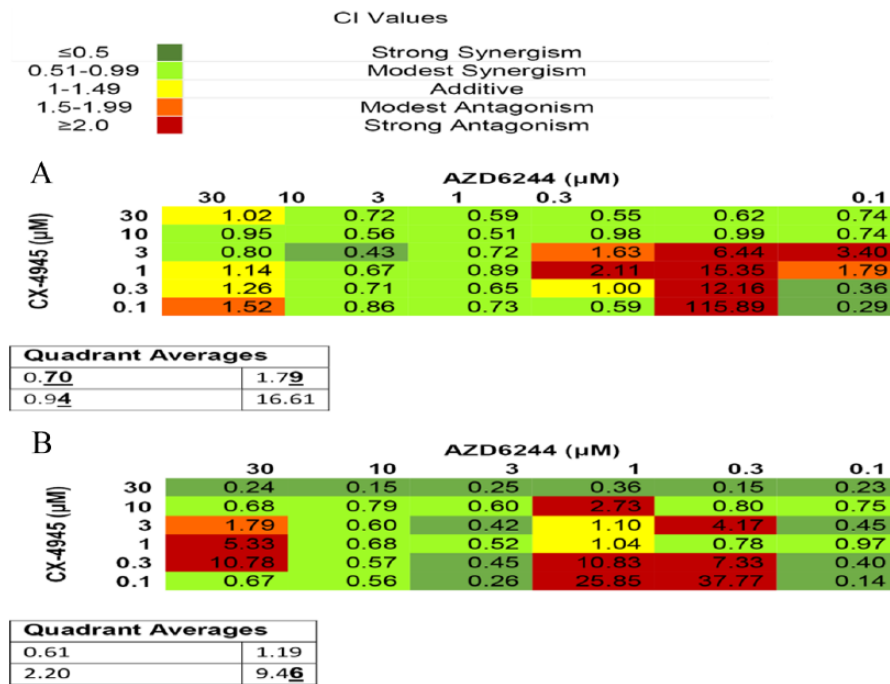 CI Values
≤0.5 Strong Synergism
0.51-0.99 Modest Synergism
1-1.49 Additive
1.5-1.99 Modest Antagonism
≥2.0 Strong Antagonism
A
AZD6244 (µM)
30 10 3 1 0.3 0.1
CX-4945 (µM)
30 1.02 0.72 0.59 0.55 0.62 0.74
10 0.95 0.56 0.51 0.98 0.99 0.74
3 0.80 0.43 0.72 1.63 6.44 3.40
1 1.14 0.67 0.89 2.11 15.35 1.79
0.3 1.26 0.71 0.65 1.00 12.16 0.36
0.1 1.52 0.86 0.73 0.59 115.89 0.29
Quadrant Averages
0.70 1.79
0.94 16.61
B
AZD6244 (µM)
30 10 3 1 0.3 0.1
CX-4945 (µM)
30 0.24 0.15 0.25 0.36 0.15 0.23
10 0.68 0.79 0.60 2.73 0.80 0.75
3 1.79 0.60 0.42 1.10 4.17 0.45
1 5.33 0.68 0.52 1.04 0.78 0.97
0.3 10.78 0.57 0.45 10.83 7.33 0.40
0.1 0.67 0.56 0.26 25.85 37.77 0.14
Quadrant Averages
0.61 1.19
2.20 9.46